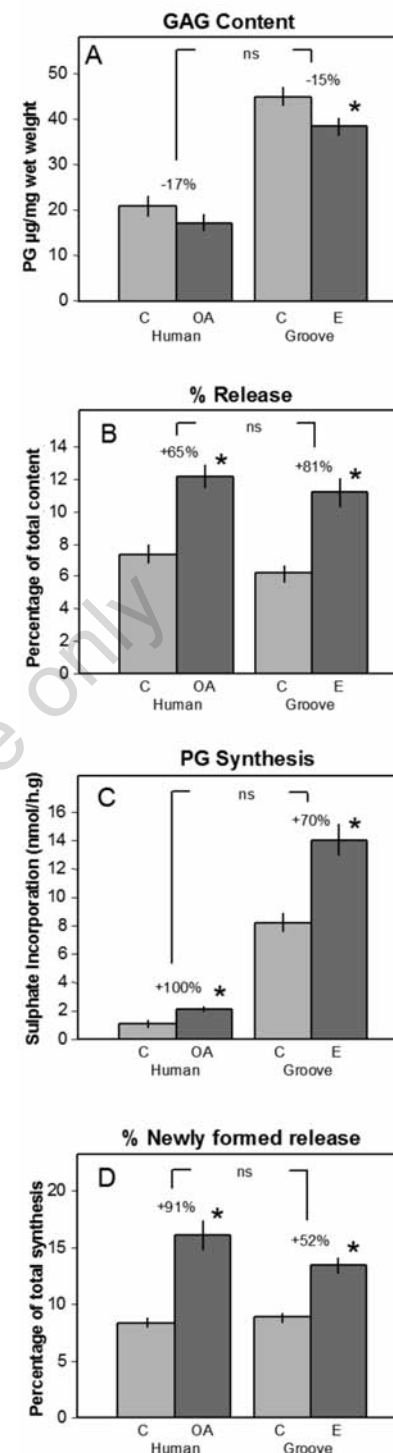 GAG Content
A
ns
-15%
*
-17%
PG µg/mg wet weight
50
40
30
20
10
0
C OA C E
Human Groove
% Release
B
ns
+65%
*
+81%
*
Percentage of total content
14
12
10
8
6
4
2
0
C OA C E
Human Groove
PG Synthesis
C
ns
+70%
*
+100%
*
Sulphate Incorporation (nmol/h.g)
16
14
12
10
8
6
4
2
0
C OA C E
Human Groove
% Newly formed release
D
ns
+91%
*
+52%
*
Percentage of total synthesis
20
15
10
5
0
C OA C E
Human Groove
e only